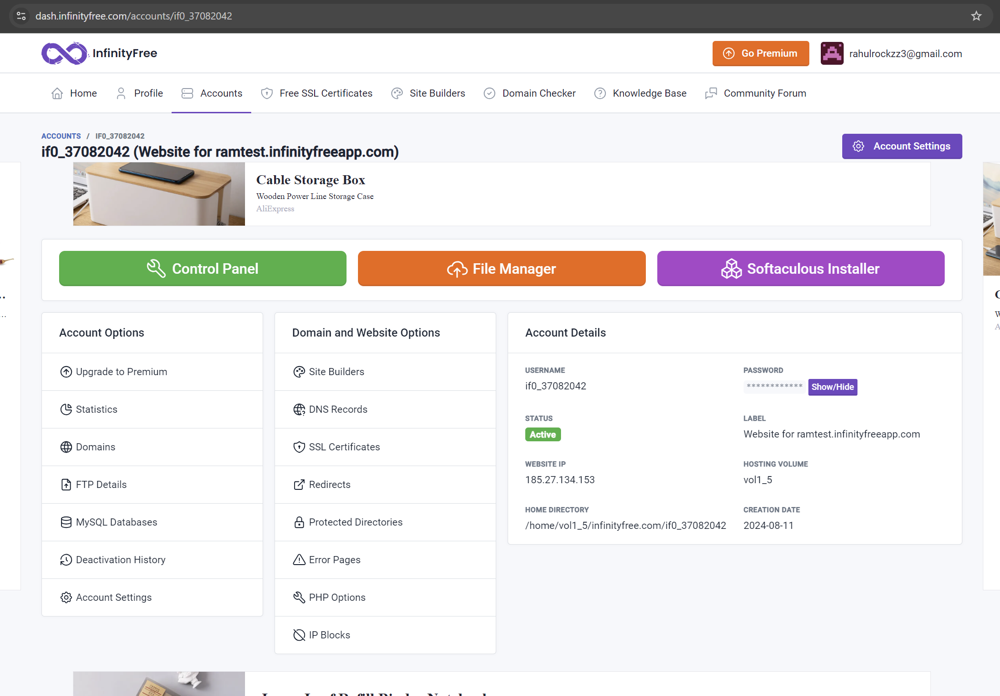 dash.infinityfree.com/accounts/if0_37082042
InfinityFree
Go Premium
rahulrockzz3@gmail.com
Home
Profile
Accounts
Free SSL Certificates
Site Builders
Domain Checker
Knowledge Base
Community Forum
ACCOUNTS / IF0_37082042
if0_37082042 (Website for ramtest.infinityfreeapp.com)
Account Settings
Cable Storage Box
Wooden Power Line Storage Case
AliExpress
Control Panel
File Manager
Softaculous Installer
Account Options
Upgrade to Premium
Statistics
Domains
FTP Details
MySQL Databases
Deactivation History
Account Settings
Domain and Website Options
Site Builders
DNS Records
SSL Certificates
Redirects
Protected Directories
Error Pages
PHP Options
IP Blocks
Account Details
USERNAME
if0_37082042
PASSWORD
************ Show/Hide
STATUS
Active
LABEL
Website for ramtest.infinityfreeapp.com
WEBSITE IP
185.27.134.153
HOSTING VOLUME
vol1_5
HOME DIRECTORY
/home/vol1_5/infinityfree.com/if0_37082042
CREATION DATE
2024-08-11